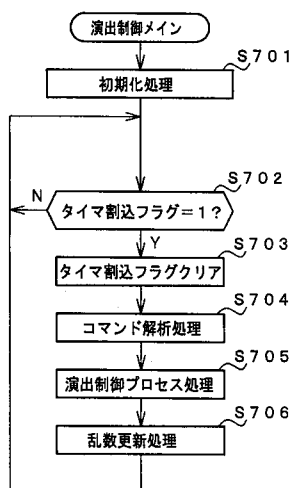 演出制御メイン
S701
初期化処理
S702
N
タイマ割込フラグ=1?
Y
S703
タイマ割込フラグクリア
S704
コマンド解析処理
S705
演出制御プロセス処理
S706
乱数更新処理